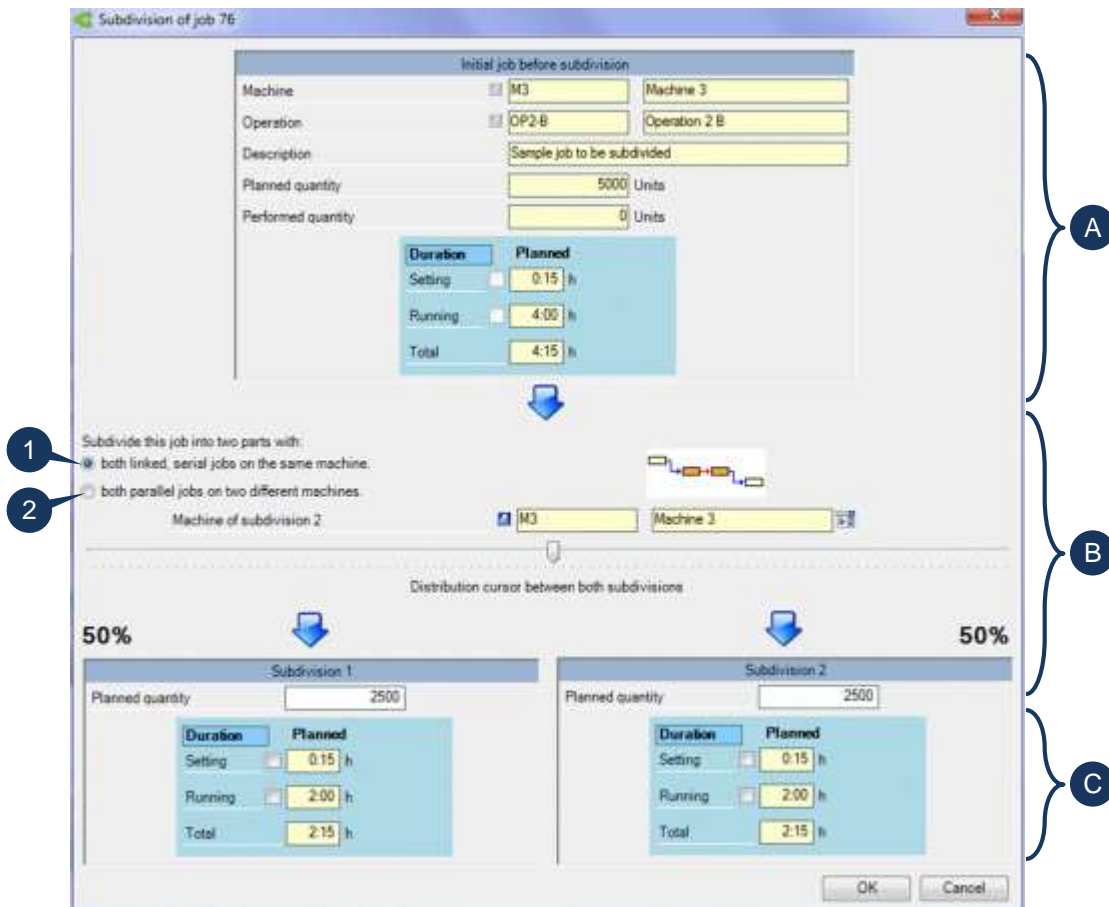 Subdivision of job 76
Initial job before subdivision
Machine M3 Machine 3
Operation OP2-B Operation 2 B
Description Sample job to be subdivided
Planned quantity 5000 Units
Performed quantity 0 Units
A
Duration Planned
Setting 0:15 h
Running 4:00 h
Total 4:15 h
Subdivide this job into two parts with:
1
both linked, serial jobs on the same machine.
2
both parallel jobs on two different machines.
Machine of subdivision 2 M3 Machine 3
B
Distribution cursor between both subdivisions
50% 50%
Subdivision 1
Planned quantity 2500
Duration Planned
Setting 0:15 h
Running 2:00 h
Total 2:15 h
Subdivision 2
Planned quantity 2500
Duration Planned
Setting 0:15 h
Running 2:00 h
Total 2:15 h
C
OK Cancel